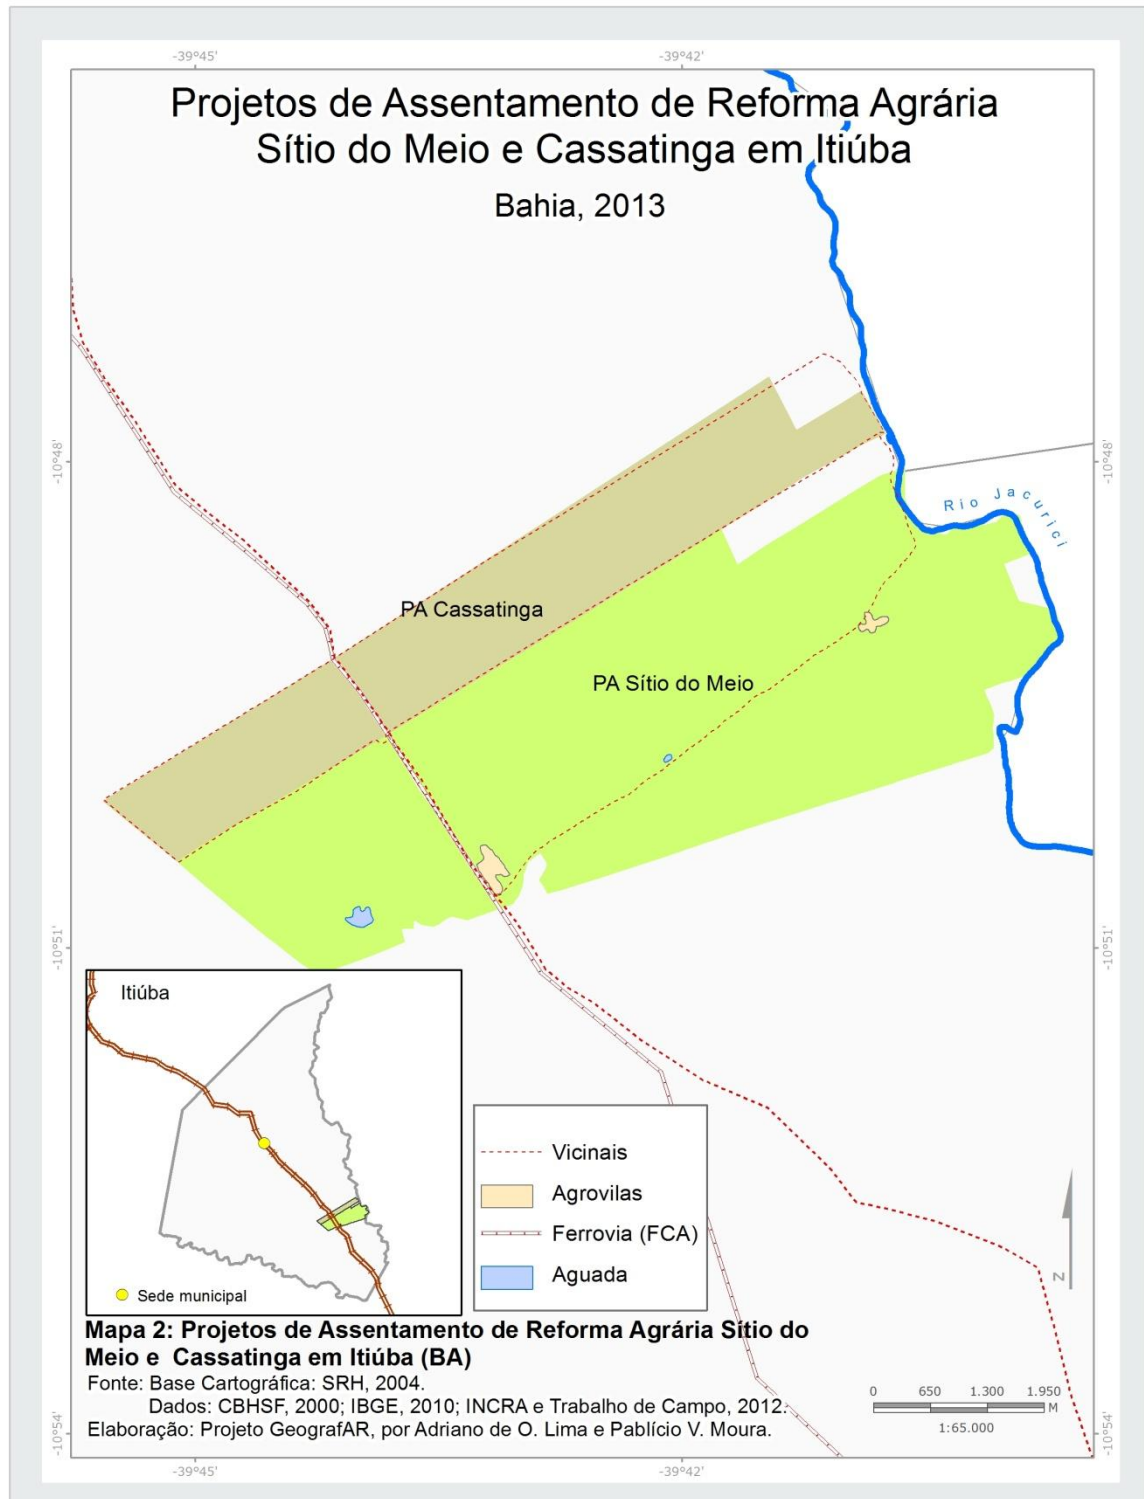 -39°45'
-39°42'
Projetos de Assentamento de Reforma Agrária
Sítio do Meio e Cassatinga em Itiúba
Bahia, 2013
-10°48'
-10°48'
Rio Jacurici
PA Cassatinga
PA Sítio do Meio
-10°51'
-10°51'
Itiúba
Sede municipal
Vicinais
Agrovilas
Ferrovia (FCA)
Aguada
N
Mapa 2: Projetos de Assentamento de Reforma Agrária Sítio do
Meio e Cassatinga em Itiúba (BA)
Fonte: Base Cartográfica: SRH, 2004.
Dados: CBHSF, 2000; IBGE, 2010; INCRA e Trabalho de Campo, 2012.
Elaboração: Projeto GeografAR, por Adriano de O. Lima e Pablício V. Moura.
0 650 1.300 1.950
M
1:65.000
-10°54'
-10°54'
-39°45'
-39°42'